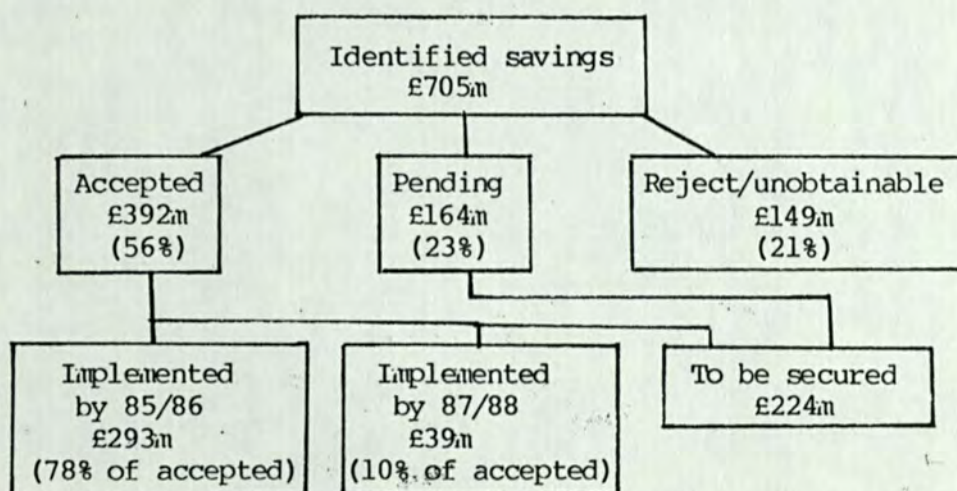 Identified savings
£705m
Accepted
£392m
(56%)
Pending
£164m
(23%)
Reject/unobtainable
£149m
(21%)
Implemented
by 85/86
£293m
(78% of accepted)
Implemented
by 87/88
£39m
(10% of accepted)
To be secured
£224m